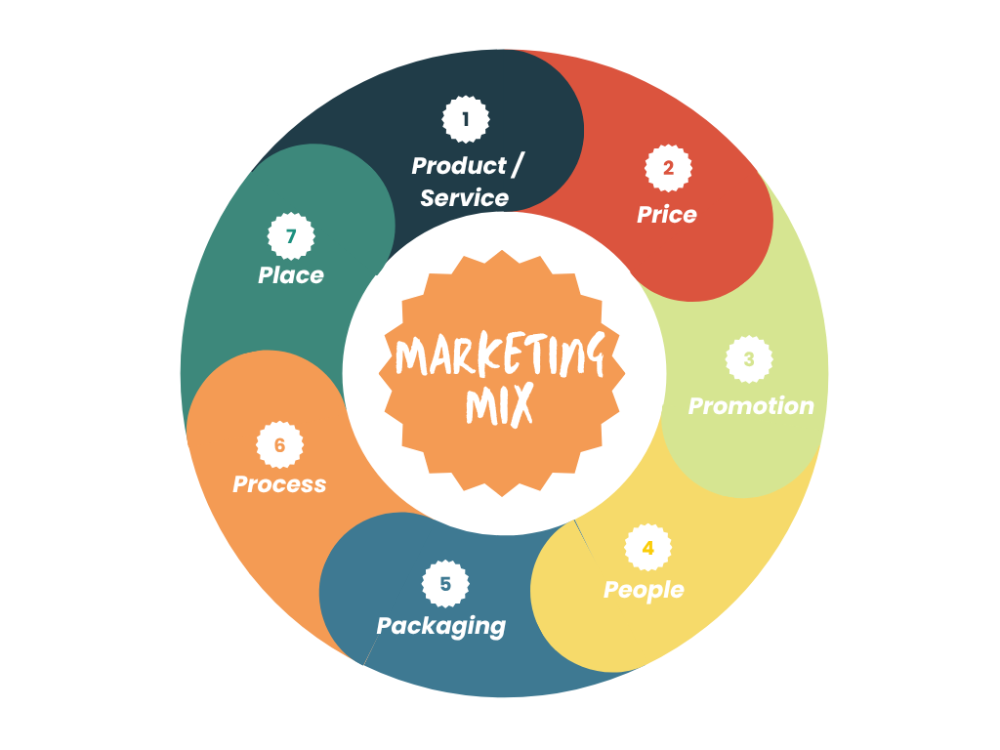 1
Product /
Service
2
Price
3
Promotion
4
People
5
Packaging
6
Process
7
Place
MARKETING
MIX